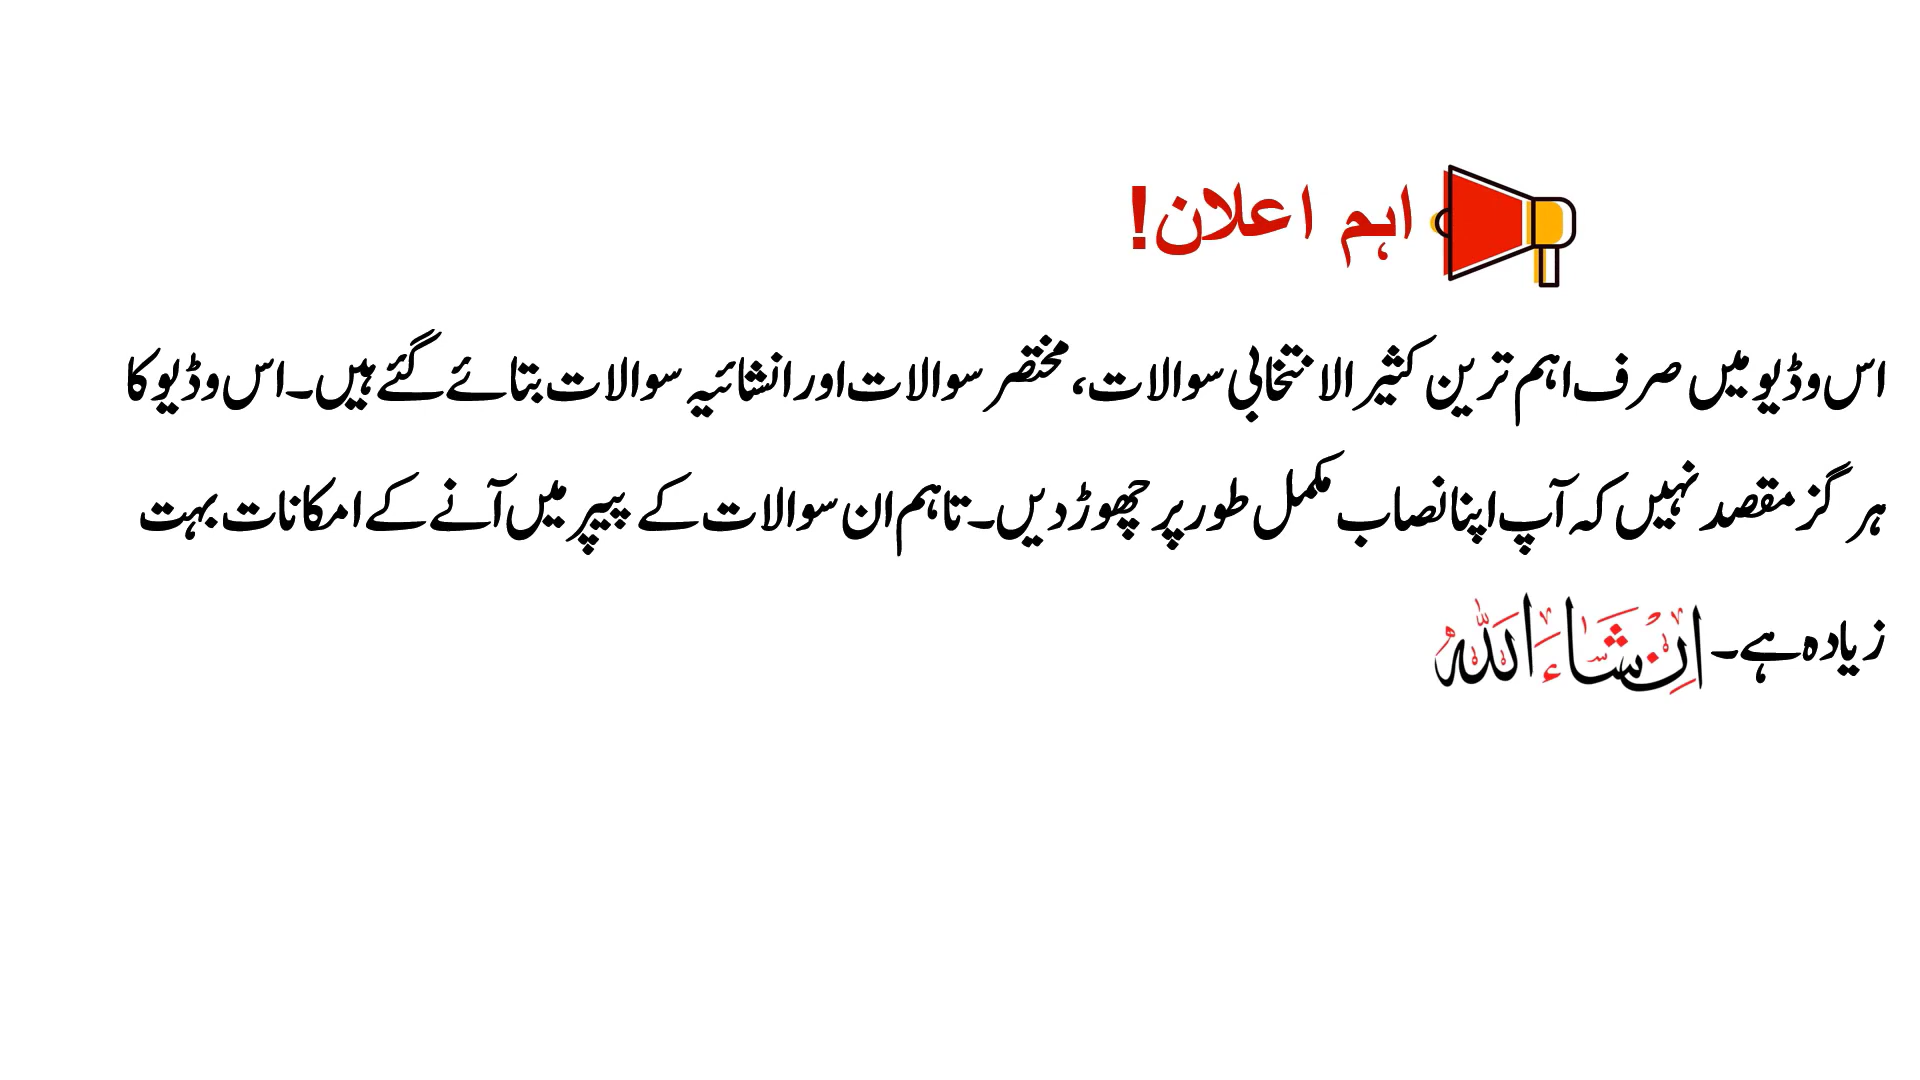 اہم اعلان!
اس وڈیو میں صرف اہم ترین کثیر الانتخابی سوالات، مختصر سوالات اور انشائیہ سوالات بتائے گئے ہیں۔ اس وڈیو کا
ہر گز مقصد نہیں کہ آپ اپنا نصاب مکمل طور پر چھوڑ دیں۔ تاہم ان سوالات کے پیپر میں آنے کے امکانات بہت
زیادہ ہے۔ اِنْ شَاءَ اللہُ